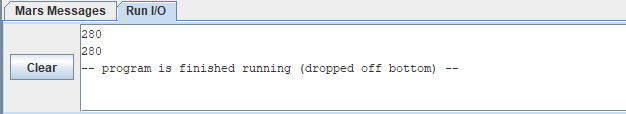 Mars Messages Run I/O
280
280
Clear
-- program is finished running (dropped off bottom) --